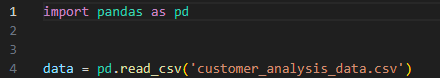 1 import pandas as pd
2
3
4 data = pd.read_csv('customer_analysis_data.csv')